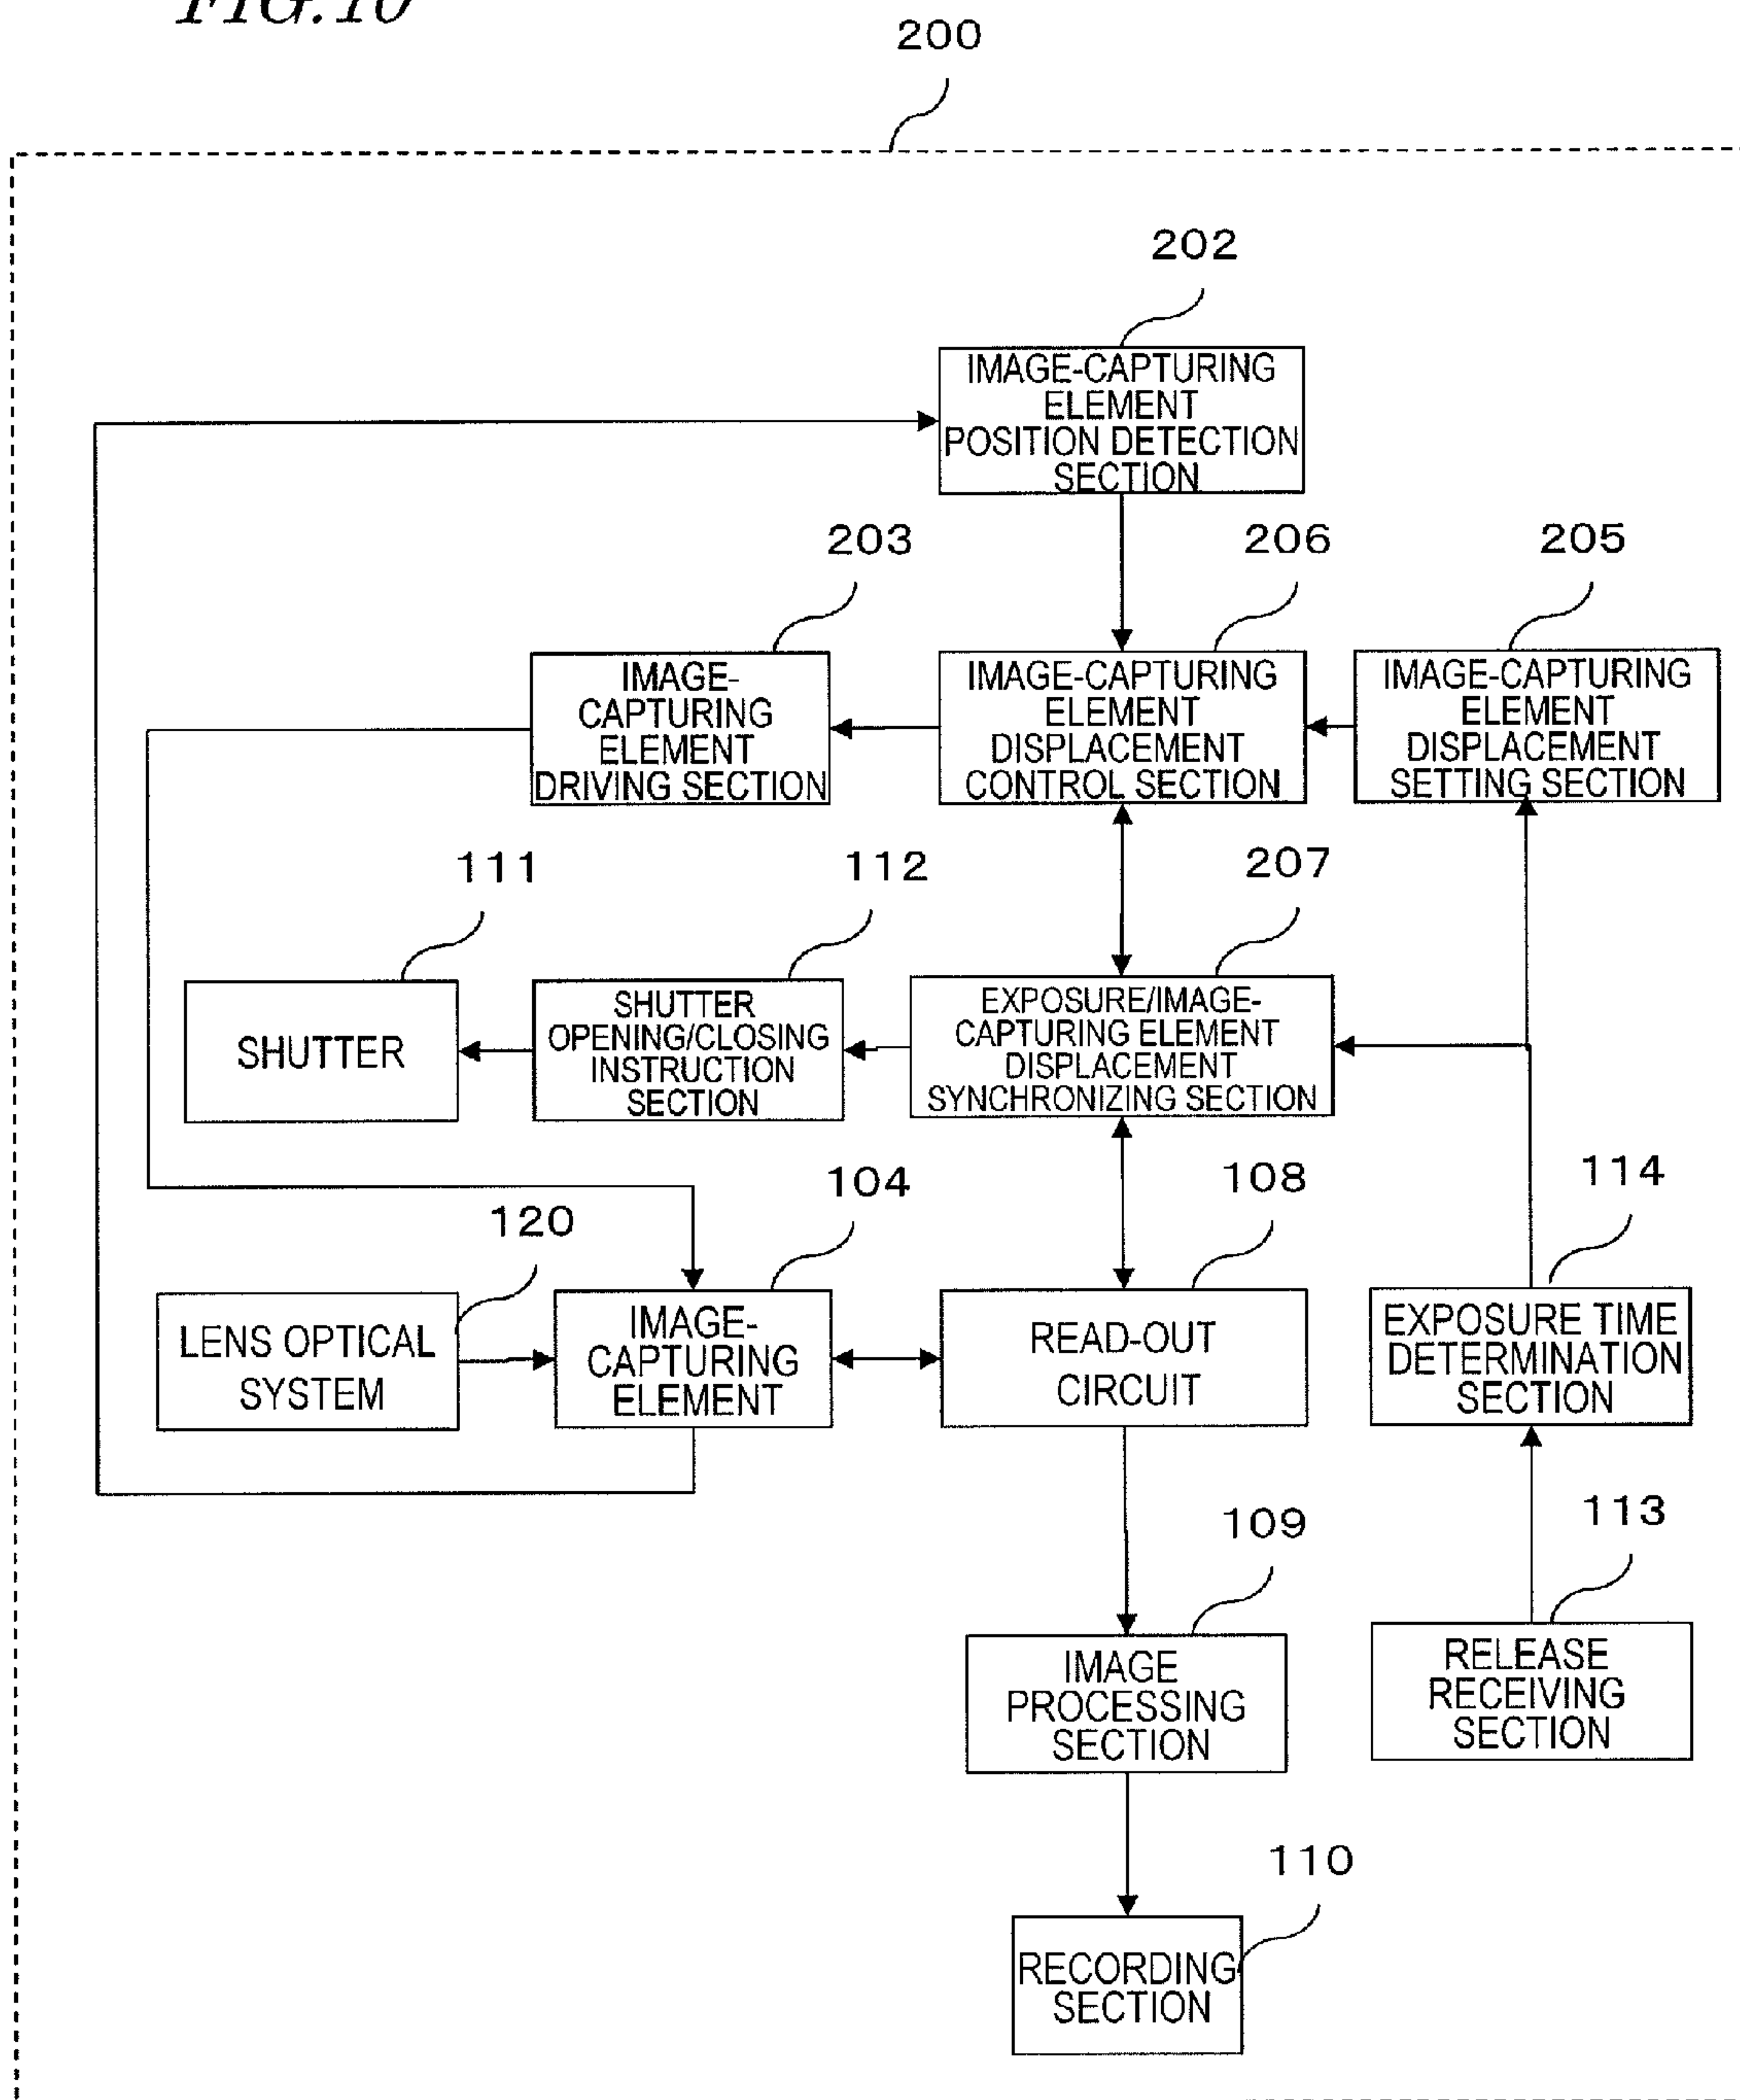 FIG.10
200
202
IMAGE-CAPTURING
ELEMENT
POSITION DETECTION
SECTION
203
206
205
IMAGE-
CAPTURING
ELEMENT
DRIVING SECTION
IMAGE-CAPTURING
ELEMENT
DISPLACEMENT
CONTROL SECTION
IMAGE-CAPTURING
ELEMENT
DISPLACEMENT
SETTING SECTION
111
112
207
SHUTTER
SHUTTER
OPENING/CLOSING
INSTRUCTION
SECTION
EXPOSURE/IMAGE-
CAPTURING ELEMENT
DISPLACEMENT
SYNCHRONIZING SECTION
120
104
108
114
LENS OPTICAL
SYSTEM
IMAGE-
CAPTURING
ELEMENT
READ-OUT
CIRCUIT
EXPOSURE TIME
DETERMINATION
SECTION
109
113
IMAGE
PROCESSING
SECTION
RELEASE
RECEIVING
SECTION
110
RECORDING
SECTION